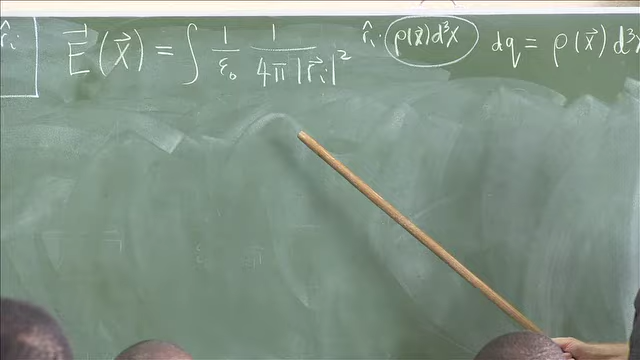 r̂ᵢ E⃗(x⃗) = ∫ 1/ε₀ 1/(4π|r⃗ᵢ|²) r̂ᵢ · ρ(x⃗)d³x dq = ρ(x⃗)d³x